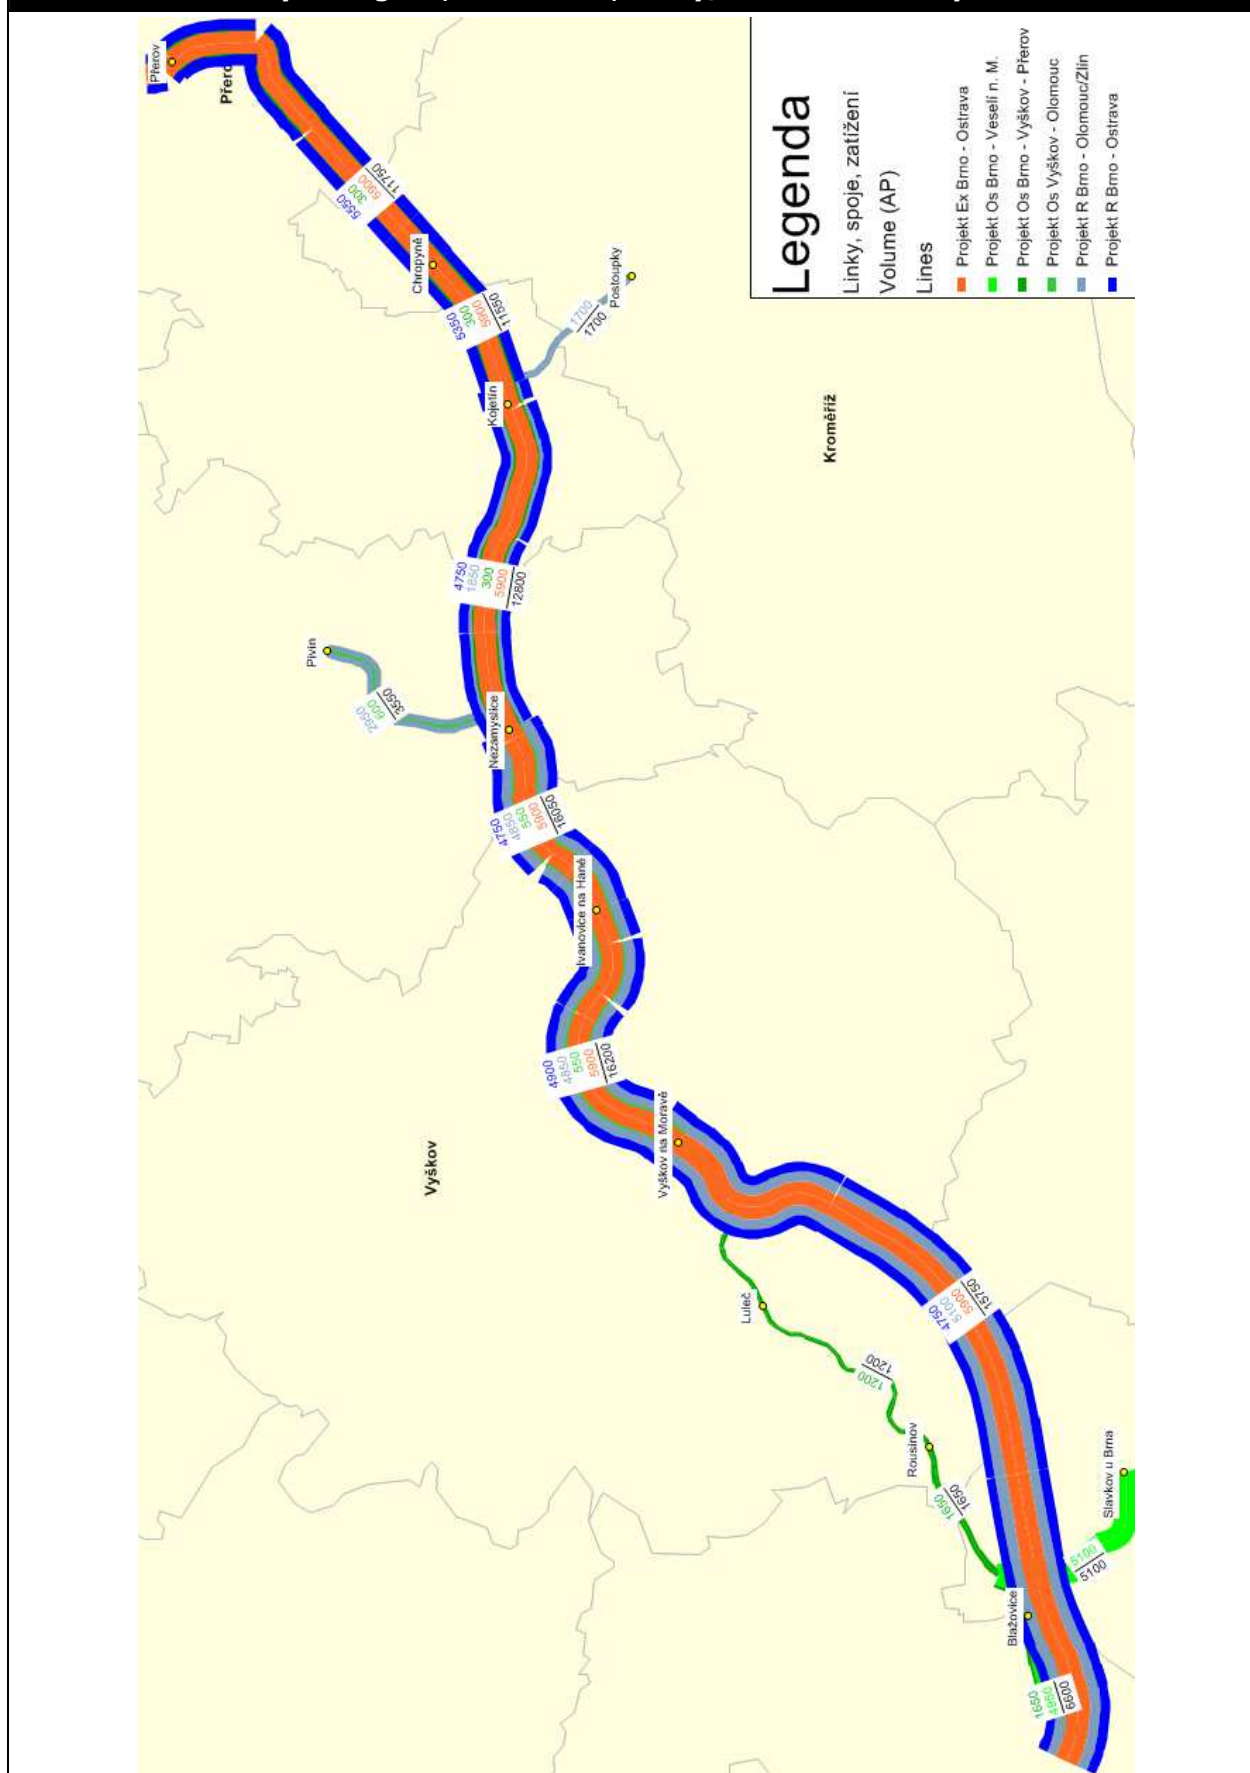 Přerov
Přero
5550
300
5900
11750
Chropyně
5350
300
5900
11550
Postoupky
1700
1700
Kojetín
Kroměříž
4750
1850
300
5900
12800
Pivín
2950
600
3550
Nezamyslice
4750
4850
550
5900
16050
Ivanovice na Hané
4900
4850
550
5900
16200
Vyškov na Moravě
Vyškov
Luleč
1200
1200
4750
5100
5900
15750
Rousínov
1650
1650
Slavkov u Brna
5100
5100
Blažovice
1650
4950
6600
Legenda
Linky, spoje, zatížení
Volume (AP)
Lines
Projekt Ex Brno - Ostrava
Projekt Os Brno - Veselí n. M.
Projekt Os Brno - Vyškov - Přerov
Projekt Os Vyškov - Olomouc
Projekt R Brno - Olomouc/Zlín
Projekt R Brno - Ostrava